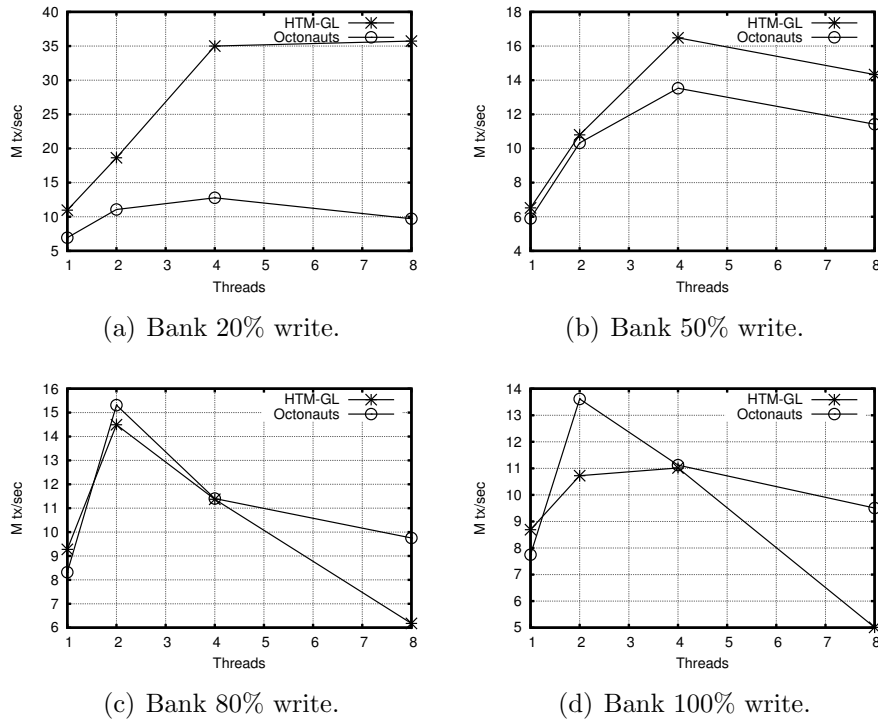 HTM-GL
Octonauts
40
35
30
25
20
15
10
5
M tx/sec
1 2 3 4 5 6 7 8
Threads
(a) Bank 20% write.
HTM-GL
Octonauts
18
16
14
12
10
8
6
4
M tx/sec
1 2 3 4 5 6 7 8
Threads
(b) Bank 50% write.
HTM-GL
Octonauts
16
15
14
13
12
11
10
9
8
7
6
M tx/sec
1 2 3 4 5 6 7 8
Threads
(c) Bank 80% write.
HTM-GL
Octonauts
14
13
12
11
10
9
8
7
6
5
M tx/sec
1 2 3 4 5 6 7 8
Threads
(d) Bank 100% write.